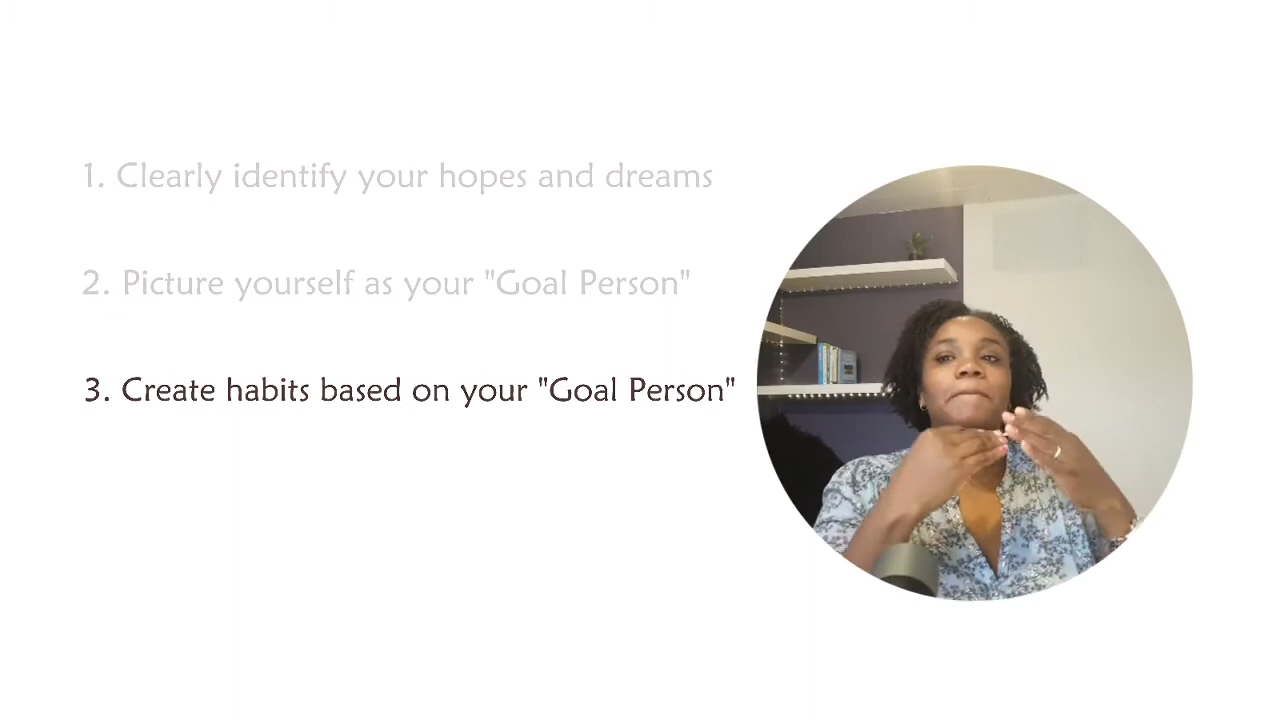 1. Clearly identify your hopes and dreams
2. Picture yourself as your "Goal Person"
3. Create habits based on your "Goal Person"